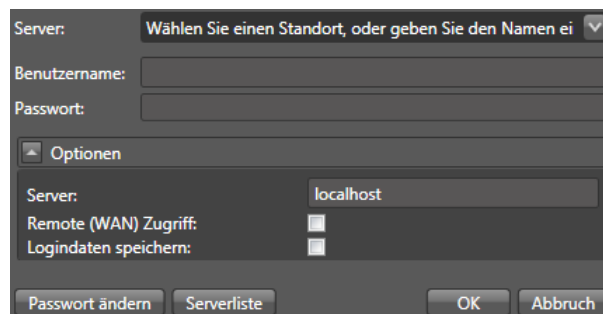 Server: Wählen Sie einen Standort, oder geben Sie den Namen ei
Benutzername:
Passwort:
Optionen
Server: localhost
Remote (WAN) Zugriff:
Logindaten speichern:
Passwort ändern Serverliste OK Abbruch